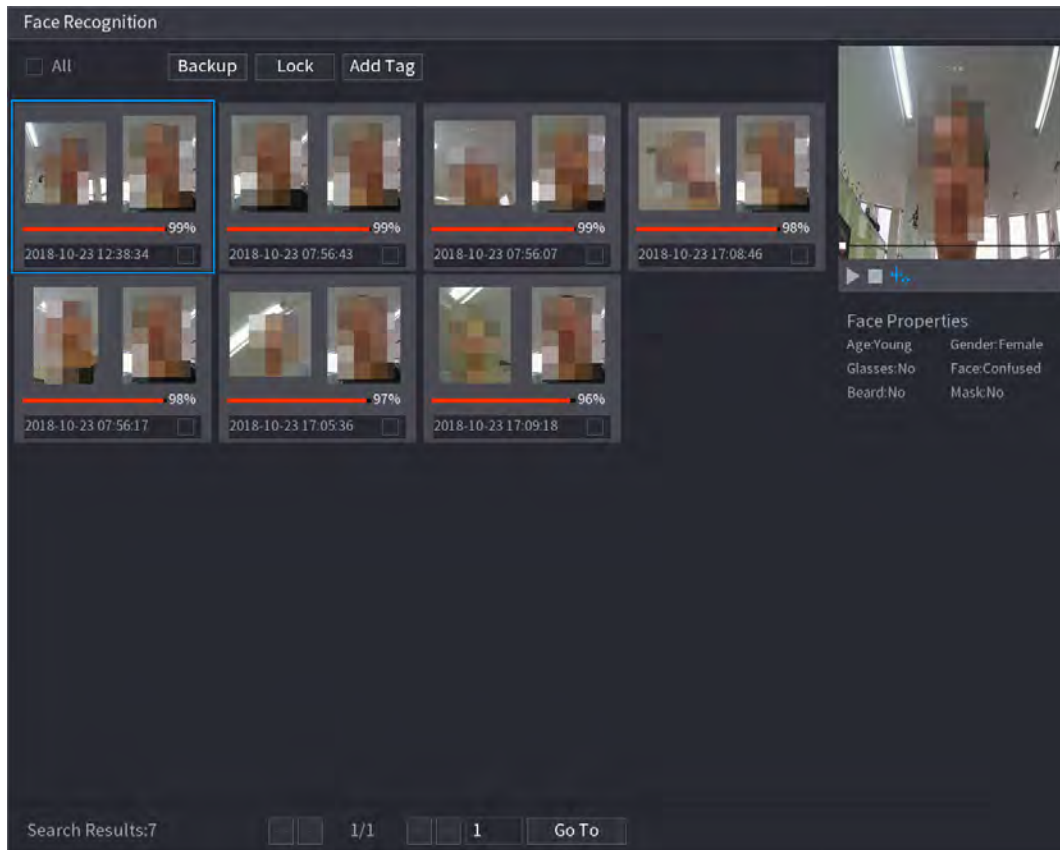 Face Recognition
All Backup Lock Add Tag
99% 99% 99% 98%
2018-10-23 12:38:34 2018-10-23 07:56:43 2018-10-23 07:56:07 2018-10-23 17:08:46
Face Properties
Age:Young Gender:Female
Glasses:No Face:Confused
Beard:No Mask:No
98% 97% 96%
2018-10-23 07:56:17 2018-10-23 17:05:36 2018-10-23 17:09:18
Search Results:7 1/1 1 Go To